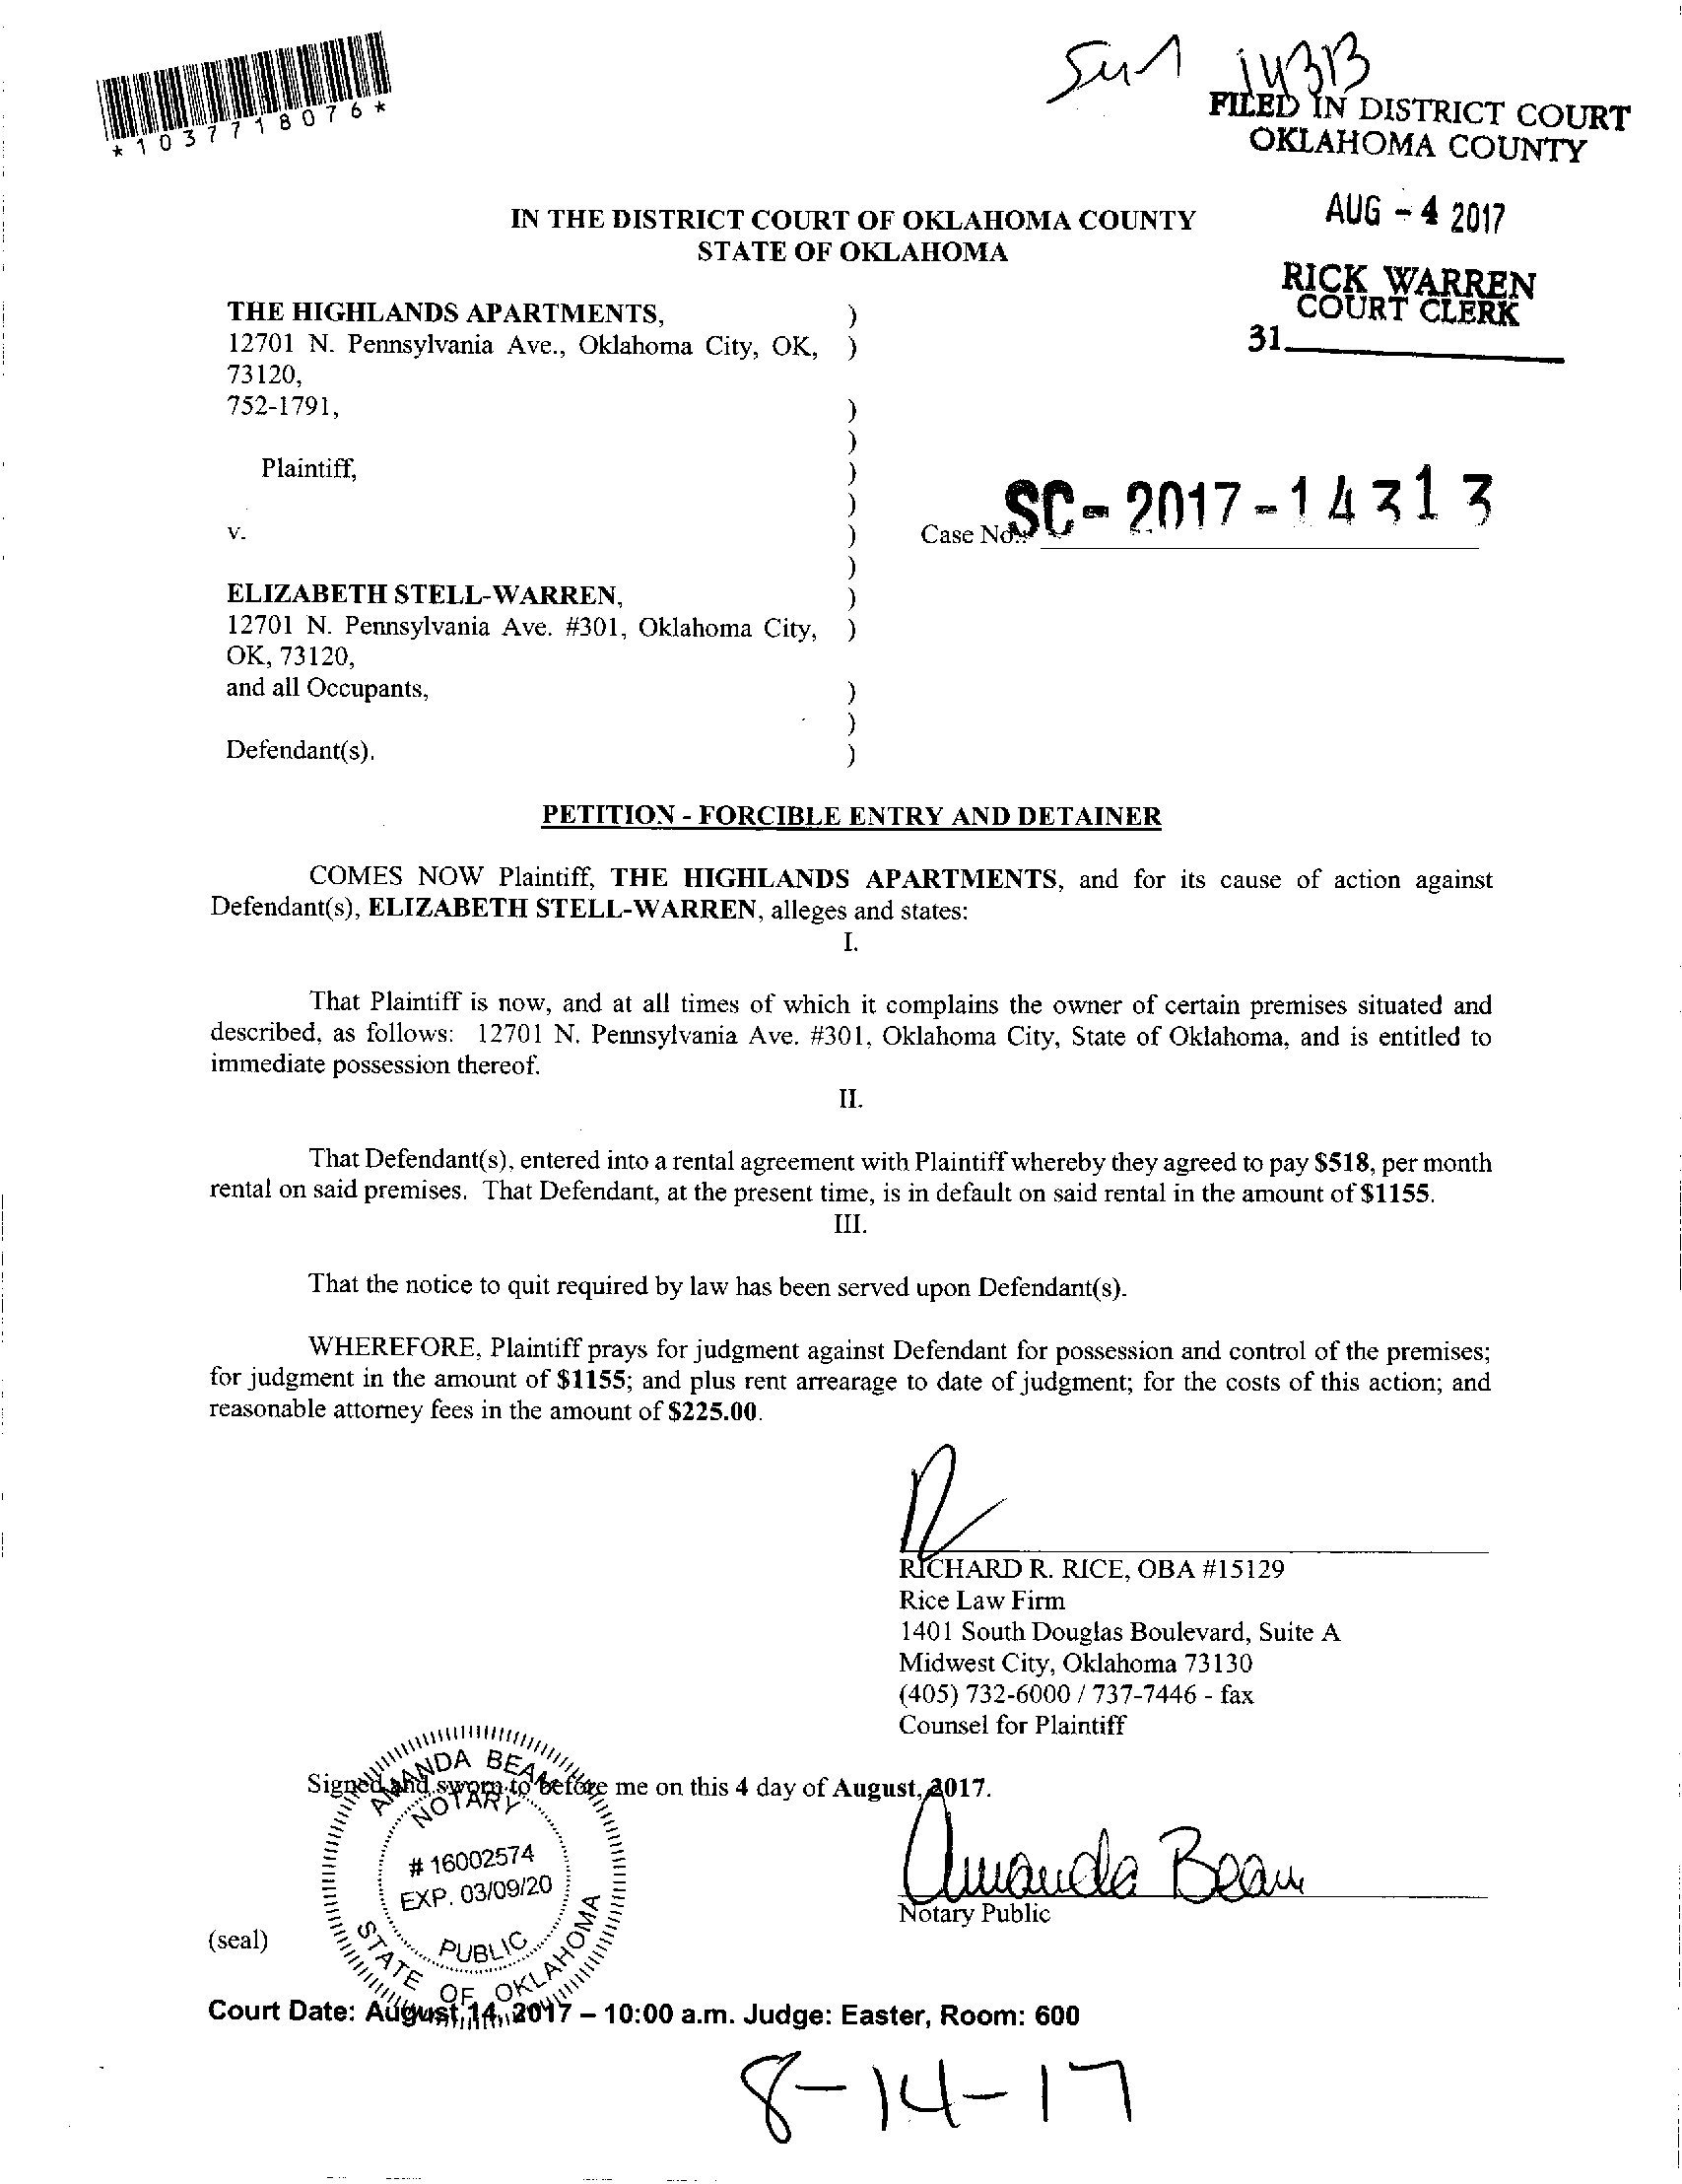 *1037718076*
14313
FILED IN DISTRICT COURT
OKLAHOMA COUNTY
AUG - 4 2017
RICK WARREN
COURT CLERK
31
IN THE DISTRICT COURT OF OKLAHOMA COUNTY
STATE OF OKLAHOMA
THE HIGHLANDS APARTMENTS, )
12701 N. Pennsylvania Ave., Oklahoma City, OK, )
73120,
752-1791, )
)
Plaintiff, )
)
v. )
)
Case No.: SC-2017-14313
ELIZABETH STELL-WARREN, )
12701 N. Pennsylvania Ave. #301, Oklahoma City, )
OK, 73120,
and all Occupants, )
)
Defendant(s). )
PETITION - FORCIBLE ENTRY AND DETAINER
COMES NOW Plaintiff, THE HIGHLANDS APARTMENTS, and for its cause of action against
Defendant(s), ELIZABETH STELL-WARREN, alleges and states:
I.
That Plaintiff is now, and at all times of which it complains the owner of certain premises situated and
described, as follows: 12701 N. Pennsylvania Ave. #301, Oklahoma City, State of Oklahoma, and is entitled to
immediate possession thereof.
II.
That Defendant(s), entered into a rental agreement with Plaintiff whereby they agreed to pay $518, per month
rental on said premises. That Defendant, at the present time, is in default on said rental in the amount of $1155.
III.
That the notice to quit required by law has been served upon Defendant(s).
WHEREFORE, Plaintiff prays for judgment against Defendant for possession and control of the premises;
for judgment in the amount of $1155; and plus rent arrearage to date of judgment; for the costs of this action; and
reasonable attorney fees in the amount of $225.00.
RICHARD R. RICE, OBA #15129
Rice Law Firm
1401 South Douglas Boulevard, Suite A
Midwest City, Oklahoma 73130
(405) 732-6000 / 737-7446 - fax
Counsel for Plaintiff
Signed and sworn to before me on this 4 day of August, 2017.
AMANDA BEAM
NOTARY
# 16002574
EXP. 03/09/20
PUBLIC
STATE OF OKLAHOMA
Amanda Beam
Notary Public
(seal)
Court Date: August 14, 2017 – 10:00 a.m. Judge: Easter, Room: 600
8-14-17